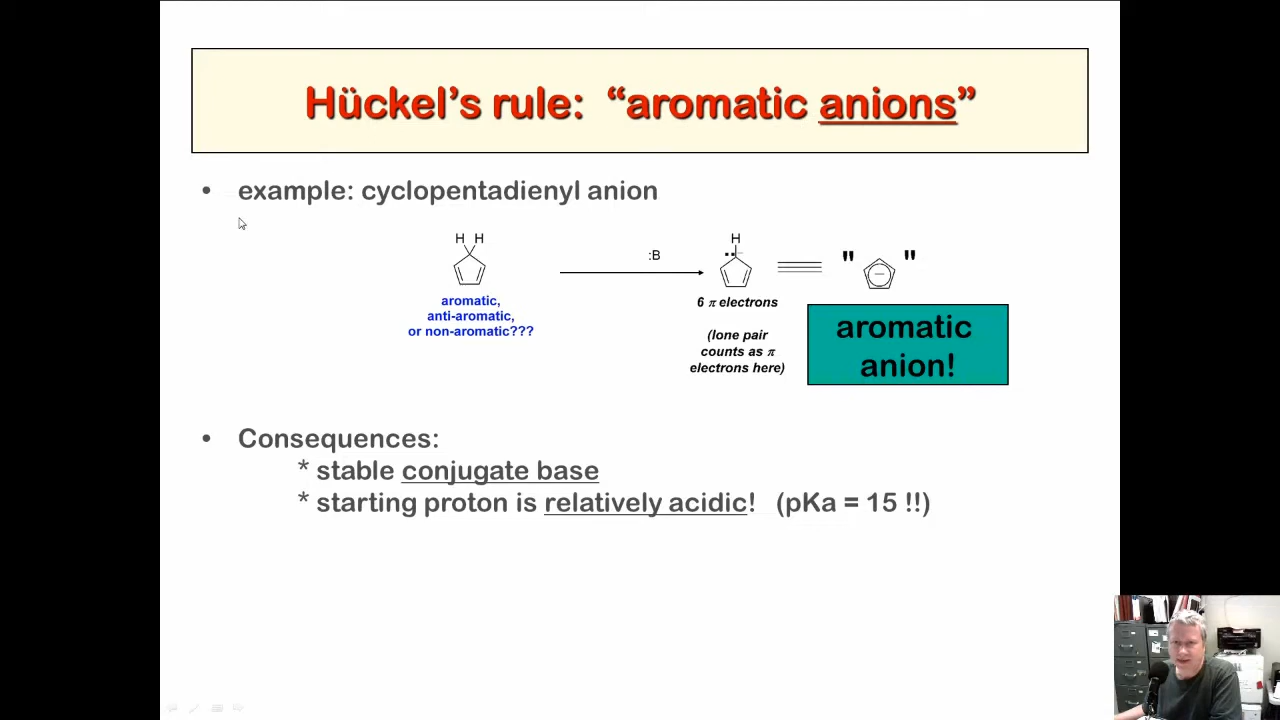 Hückel’s rule: “aromatic anions”
• example: cyclopentadienyl anion
H H
:B
H
" "
aromatic,
anti-aromatic,
or non-aromatic???
6 π electrons
(lone pair
counts as π
electrons here)
aromatic
anion!
• Consequences:
* stable conjugate base
* starting proton is relatively acidic! (pKa = 15 !!)